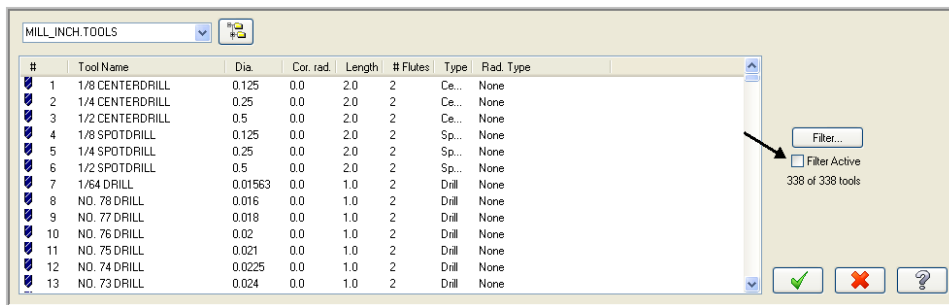 MILL_INCH.TOOLS
# Tool Name Dia. Cor. rad. Length # Flutes Type Rad. Type
1 1/8 CENTERDRILL 0.125 0.0 2.0 2 Ce... None
2 1/4 CENTERDRILL 0.25 0.0 2.0 2 Ce... None
3 1/2 CENTERDRILL 0.5 0.0 2.0 2 Ce... None
4 1/8 SPOTDRILL 0.125 0.0 2.0 2 Sp... None
5 1/4 SPOTDRILL 0.25 0.0 2.0 2 Sp... None
6 1/2 SPOTDRILL 0.5 0.0 2.0 2 Sp... None
7 1/64 DRILL 0.01563 0.0 1.0 2 Drill None
8 NO. 78 DRILL 0.016 0.0 1.0 2 Drill None
9 NO. 77 DRILL 0.018 0.0 1.0 2 Drill None
10 NO. 76 DRILL 0.02 0.0 1.0 2 Drill None
11 NO. 75 DRILL 0.021 0.0 1.0 2 Drill None
12 NO. 74 DRILL 0.0225 0.0 1.0 2 Drill None
13 NO. 73 DRILL 0.024 0.0 1.0 2 Drill None
Filter...
Filter Active
338 of 338 tools
?